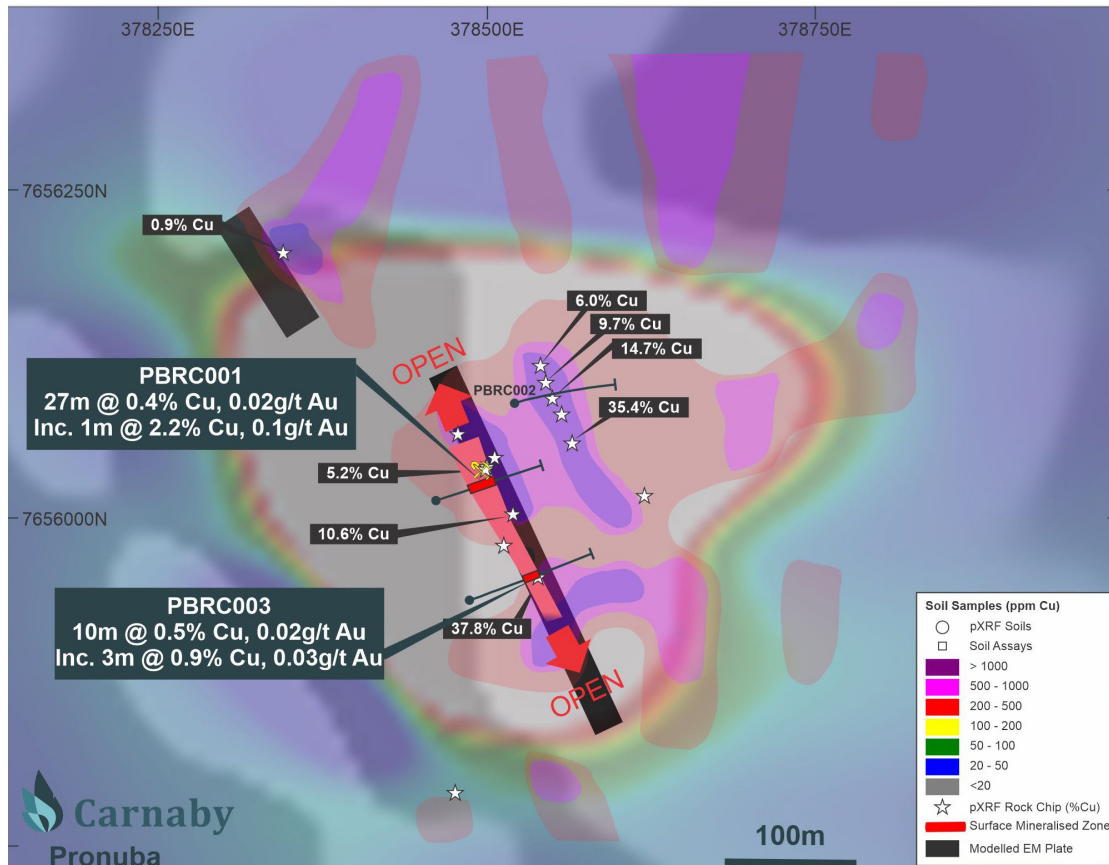 378250E
378500E
378750E
7656250N
0.9% Cu
6.0% Cu
9.7% Cu
14.7% Cu
OPEN
PBRC002
35.4% Cu
PBRC001
27m @ 0.4% Cu, 0.02g/t Au
Inc. 1m @ 2.2% Cu, 0.1g/t Au
5.2% Cu
7656000N
10.6% Cu
PBRC003
10m @ 0.5% Cu, 0.02g/t Au
Inc. 3m @ 0.9% Cu, 0.03g/t Au
37.8% Cu
OPEN
Soil Samples (ppm Cu)
pXRF Soils
Soil Assays
> 1000
500 - 1000
200 - 500
100 - 200
50 - 100
20 - 50
<20
pXRF Rock Chip (%Cu)
Surface Mineralised Zone
Modelled EM Plate
Carnaby
Pronuba
100m